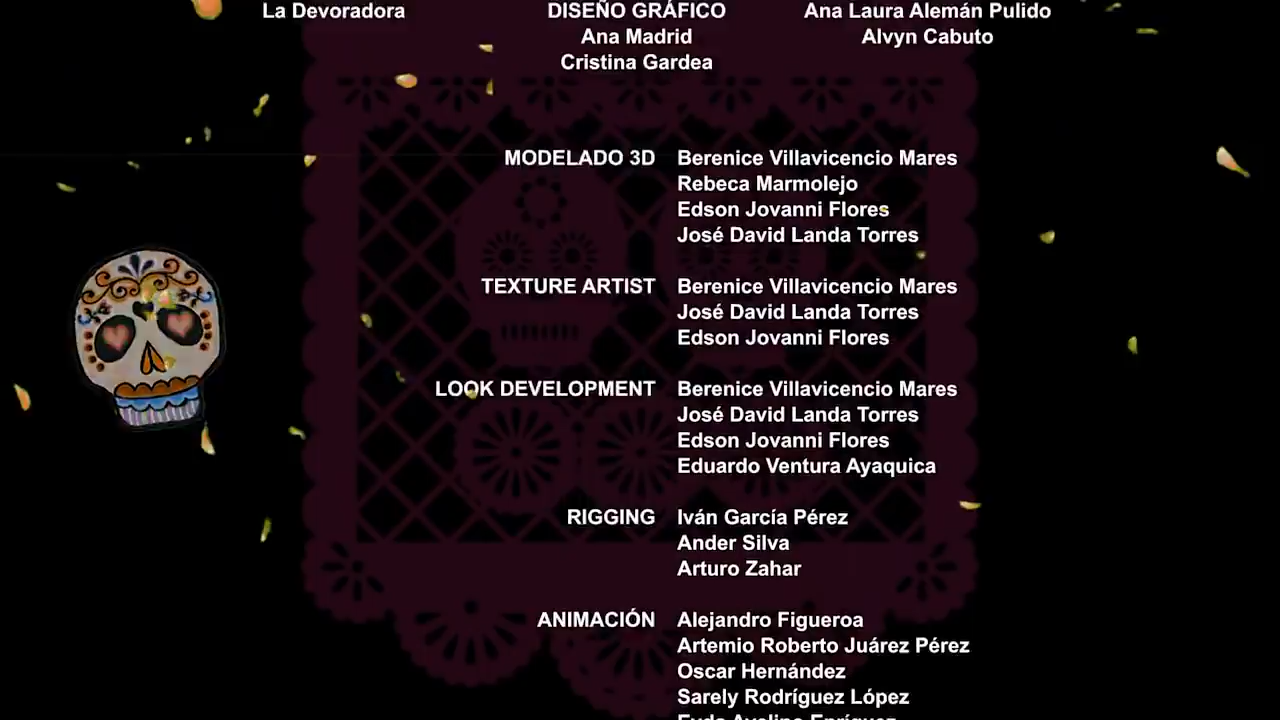 La Devoradora
DISEÑO GRÁFICO
Ana Madrid
Cristina Gardea
Ana Laura Alemán Pulido
Alvyn Cabuto
MODELADO 3D Berenice Villavicencio Mares
Rebeca Marmolejo
Edson Jovanni Flores
José David Landa Torres
TEXTURE ARTIST Berenice Villavicencio Mares
José David Landa Torres
Edson Jovanni Flores
LOOK DEVELOPMENT Berenice Villavicencio Mares
José David Landa Torres
Edson Jovanni Flores
Eduardo Ventura Ayaquica
RIGGING Iván García Pérez
Ander Silva
Arturo Zahar
ANIMACIÓN Alejandro Figueroa
Artemio Roberto Juárez Pérez
Oscar Hernández
Sarely Rodríguez López